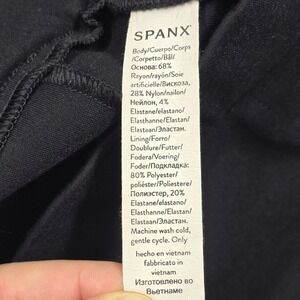 SPANX®
Body/Cuerpo/Corps
/Corpetto/Bál/
Основа: 68%
Rayon/rayón/Soie
artificielle/Вискоза,
28% Nylon/nailon/
Нейлон, 4%
Elastane/elastano/
Elasthanne/Elastan/
Elastaan/Эластан.
Lining/Forro/
Doublure/Futter/
Fodera/Voering/
Foder/Подкладка:
80% Polyester/
poliéster/Poliestere/
Полиэстер, 20%
Elastane/elastano/
Elasthanne/Elastan/
Elastaan/Эластан.
Machine wash cold,
gentle cycle. Only
hecho en vietnam
fabbricato in
vietnam
Изготовлено во
Вьетнаме